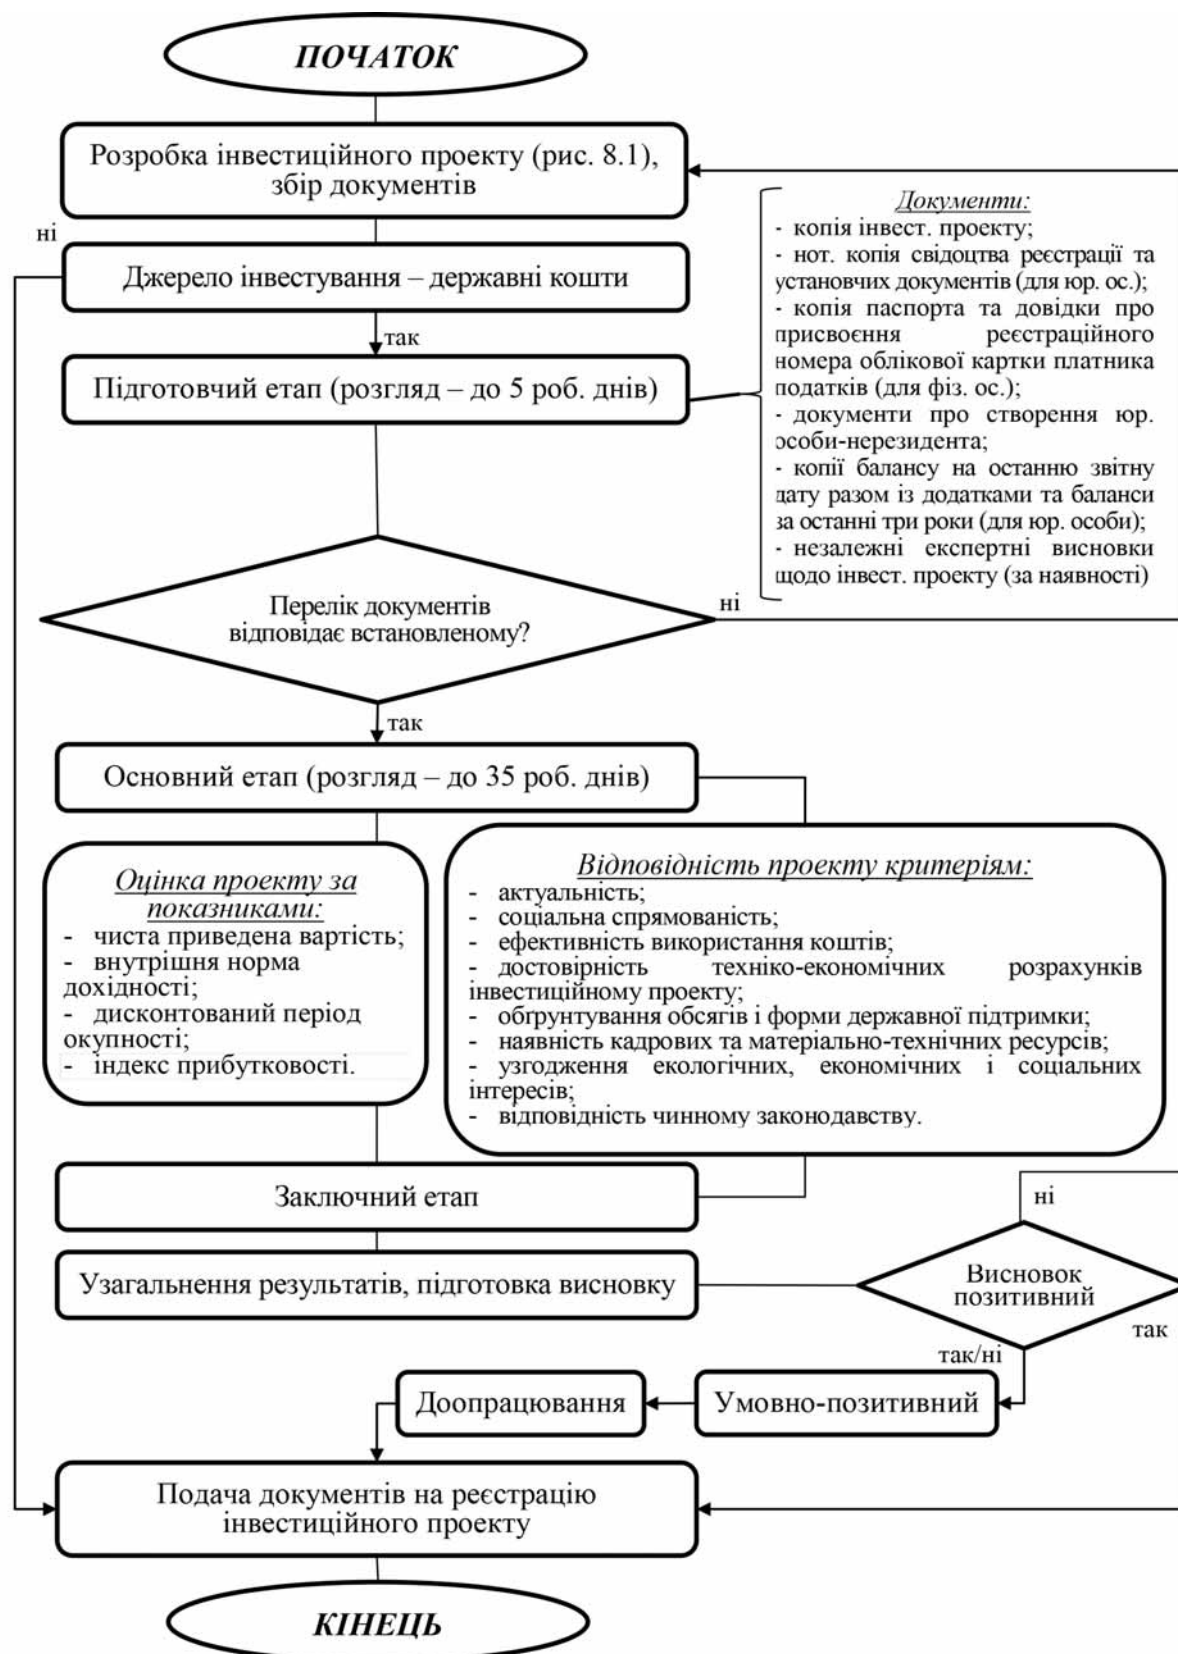 ПОЧАТОК
Розробка інвестиційного проекту (рис. 8.1),
збір документів
ні
Джерело інвестування – державні кошти
так
Підготовчий етап (розгляд – до 5 роб. днів)
Документи:
- копія інвест. проекту;
- нот. копія свідоцтва реєстрації та
установчих документів (для юр. ос.);
- копія паспорта та довідки про
присвоєння реєстраційного
номера облікової картки платника
податків (для фіз. ос.);
- документи про створення юр.
особи-нерезидента;
- копії балансу на останню звітну
дату разом із додатками та баланси
за останні три роки (для юр. особи);
- незалежні експертні висновки
щодо інвест. проекту (за наявності)
Перелік документів
відповідає встановленому?
ні
так
Основний етап (розгляд – до 35 роб. днів)
Оцінка проекту за
показниками:
- чиста приведена вартість;
- внутрішня норма
дохідності;
- дисконтований період
окупності;
- індекс прибутковості.
Відповідність проекту критеріям:
- актуальність;
- соціальна спрямованість;
- ефективність використання коштів;
- достовірність техніко-економічних розрахунків
інвестиційному проекту;
- обґрунтування обсягів і форми державної підтримки;
- наявність кадрових та матеріально-технічних ресурсів;
- узгодження екологічних, економічних і соціальних
інтересів;
- відповідність чинному законодавству.
Заключний етап
ні
Узагальнення результатів, підготовка висновку
Висновок
позитивний
так
так/ні
Доопрацювання
Умовно-позитивний
Подача документів на реєстрацію
інвестиційного проекту
КІНЕЦЬ